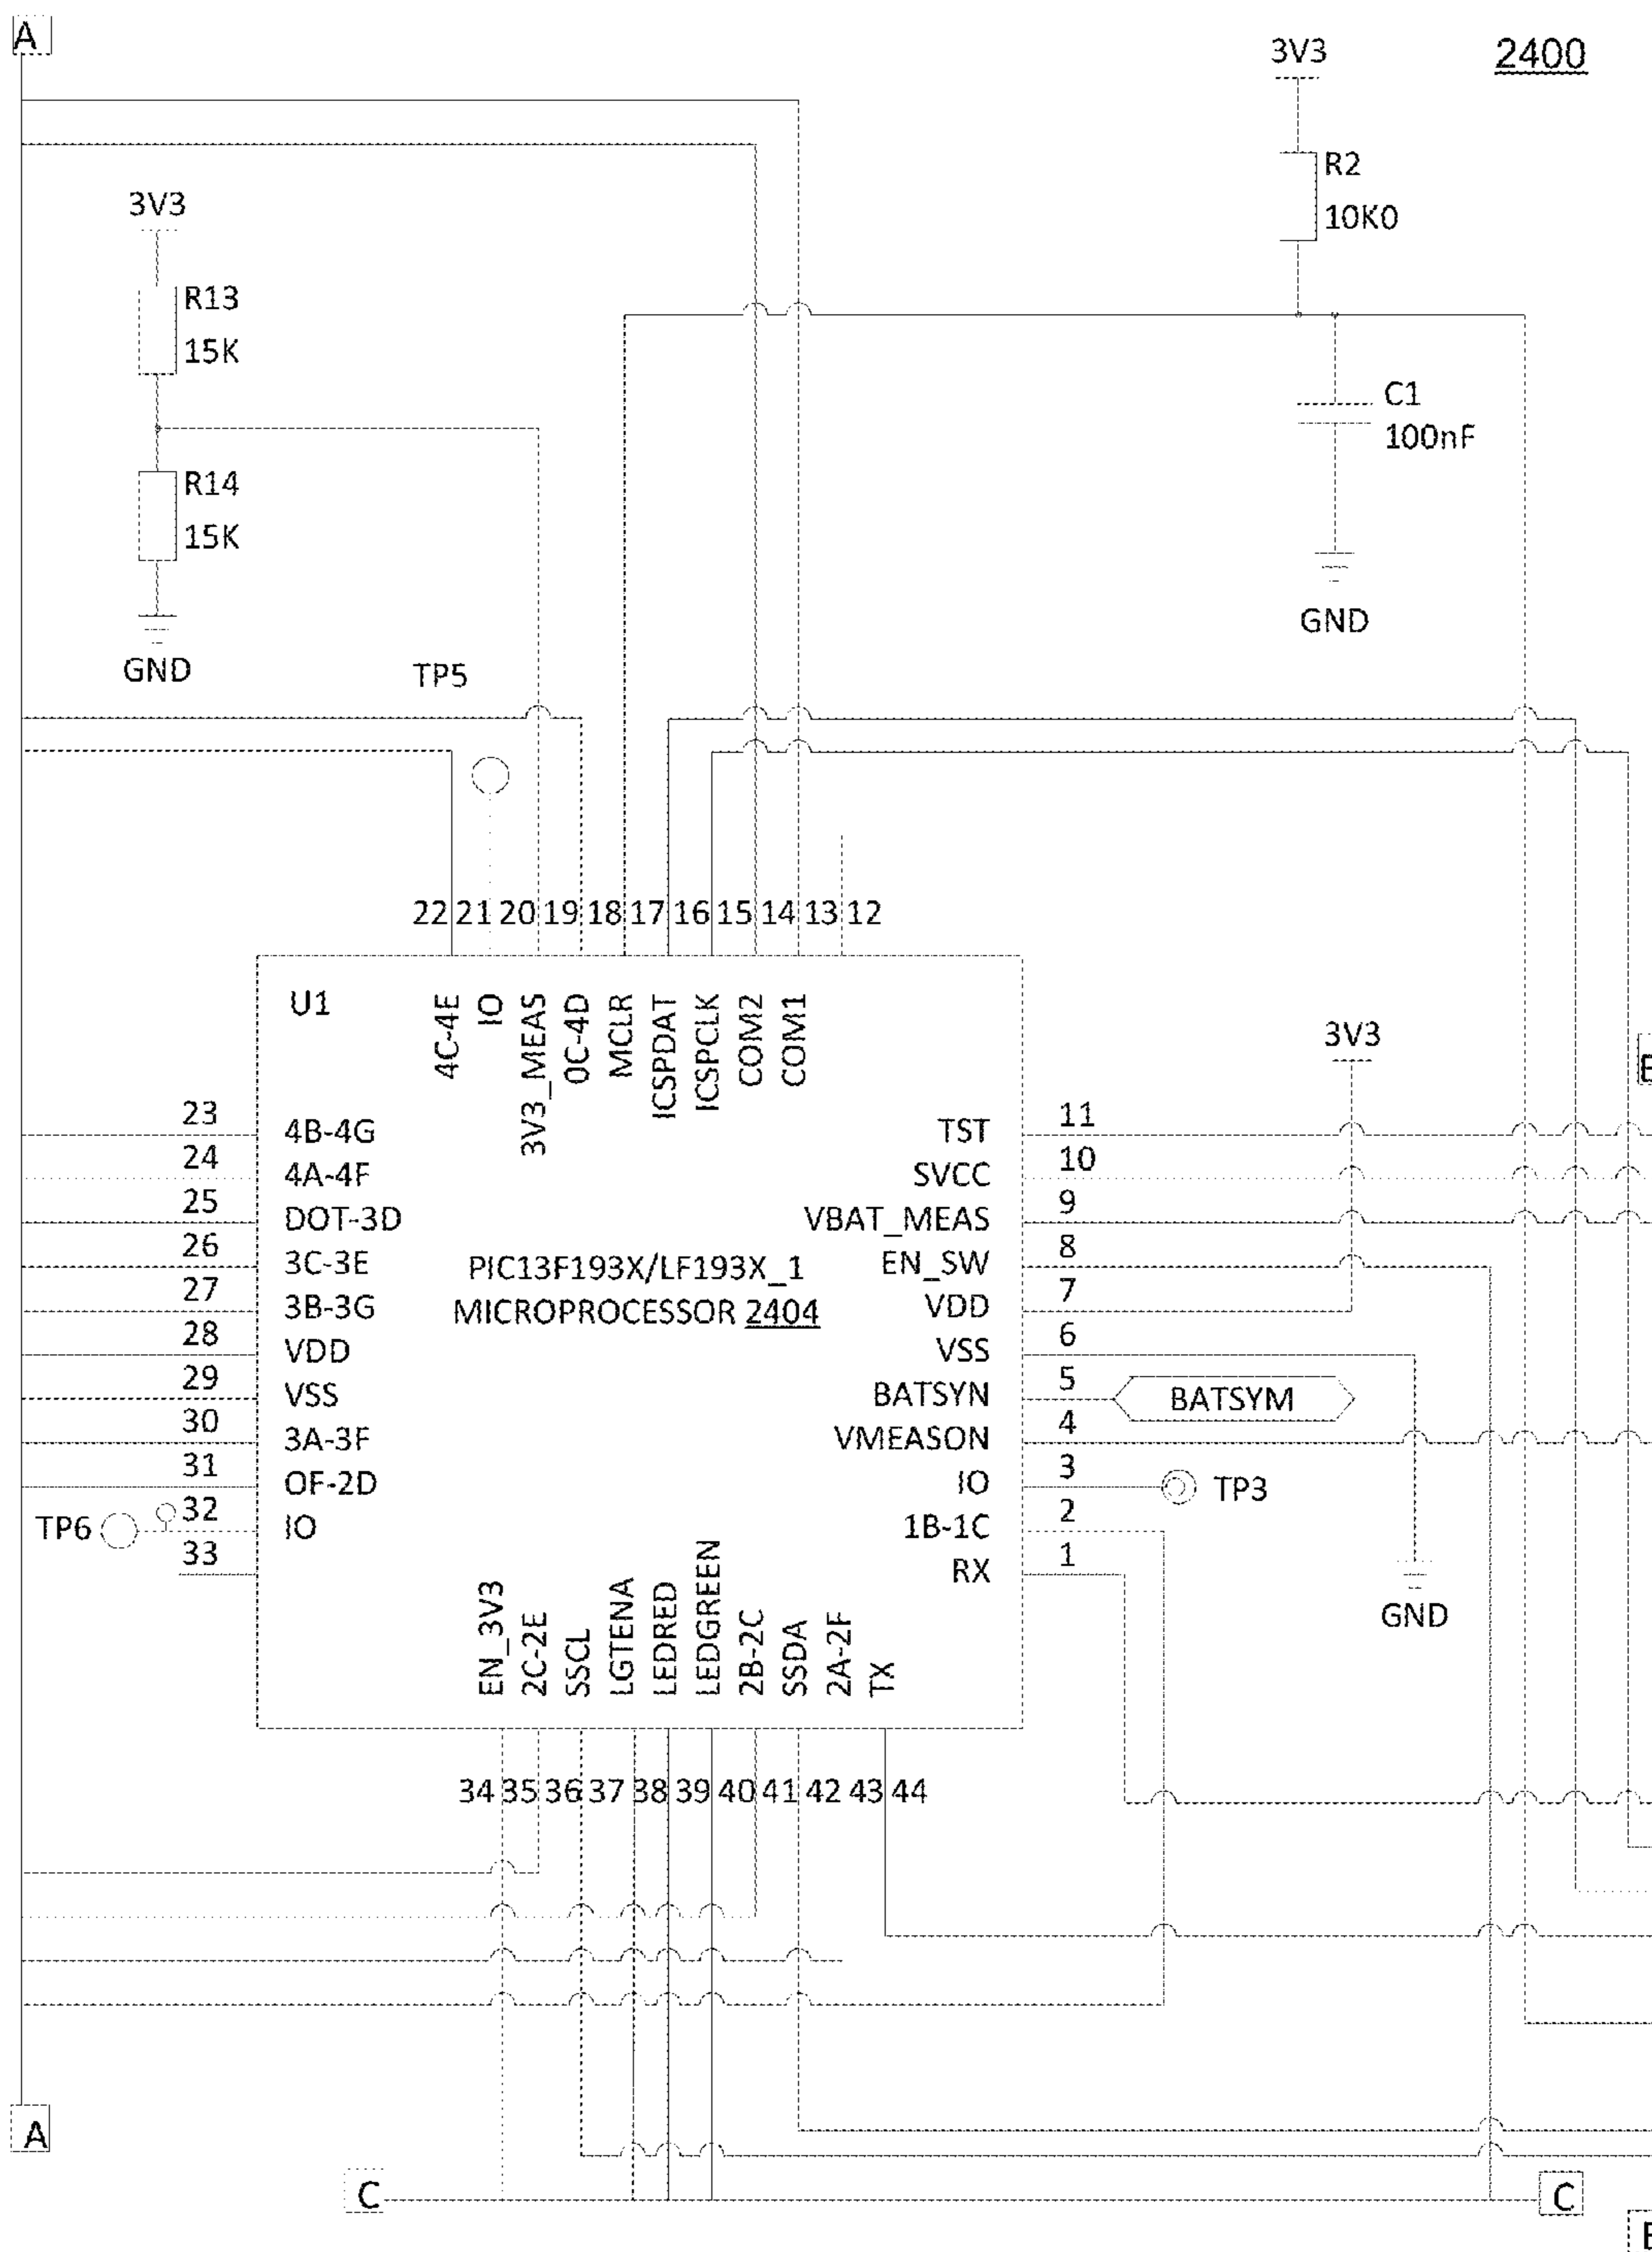 A
3V3
2400
R2
10K0
3V3
R13
15K
C1
100nF
R14
15K
GND
GND
TP5
22 21 20 19 18 17 16 15 14 13 12
U1
4C-4E
IO
3V3_MEAS
0C-4D
MCLR
ICSPDAT
ICSPCLK
COM2
COM1
3V3
23
4B-4G
24
4A-4F
25
DOT-3D
26
3C-3E
27
3B-3G
28
VDD
29
VSS
30
3A-3F
31
OF-2D
32
IO
TP6
33
PIC13F193X/LF193X_1
MICROPROCESSOR 2404
TST
11
SVCC
10
VBAT_MEAS
9
EN_SW
8
VDD
7
VSS
6
BATSYN
5
BATSYM
VMEASON
4
IO
3
TP3
1B-1C
2
RX
1
GND
EN_3V3
2C-2E
SSCL
LGTENA
LEDRED
LEDGREEN
2B-2C
SSDA
2A-2F
TX
34 35 36 37 38 39 40 41 42 43 44
A
C
C